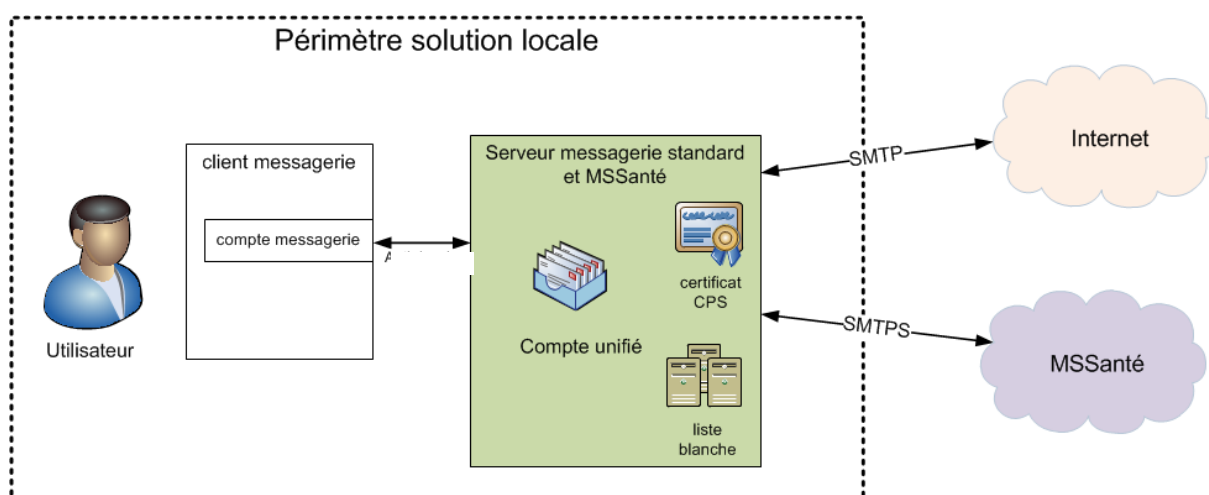 Périmètre solution locale
client messagerie
compte messagerie
Utilisateur
Serveur messagerie standard
et MSSanté
certificat
CPS
Compte unifié
liste
blanche
SMTP
SMTPS
Internet
MSSanté